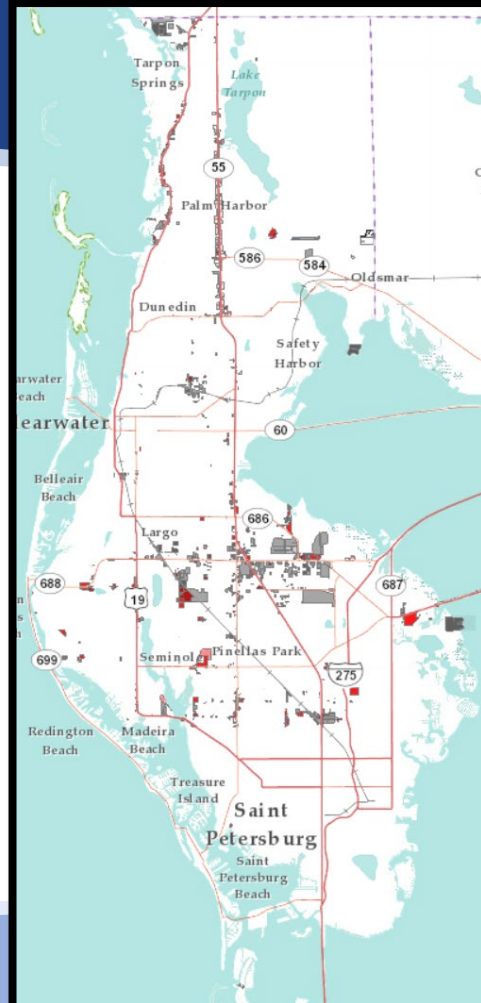 Tarpon
Springs
Lake
Tarpon
55
Palm Harbor
586
584
Oldsmar
Dunedin
Safety
Harbor
arwater
each
learwater
60
Belleair
Beach
686
Largo
688
19
687
699
Seminole
Pinellas Park
275
Redington
Beach
Madeira
Beach
Treasure
Island
Saint
Petersburg
Saint
Petersburg
Beach